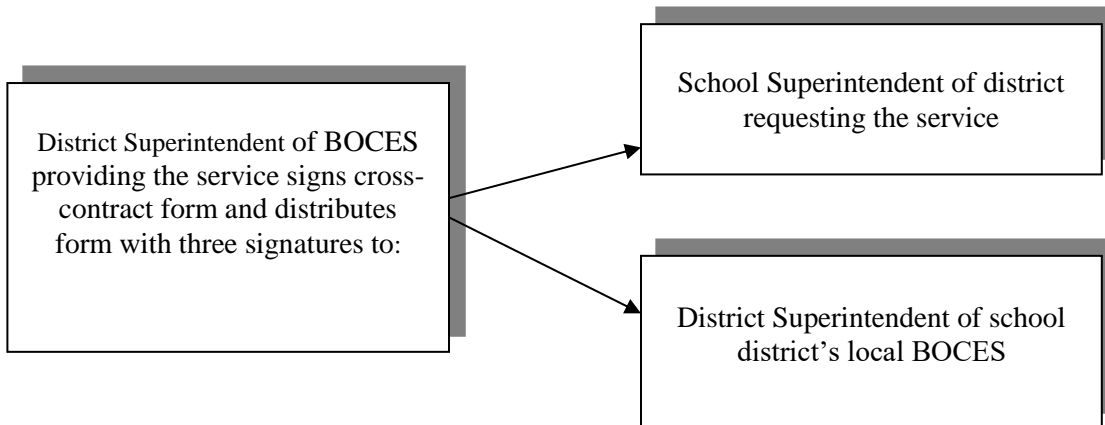 District Superintendent of BOCES
providing the service signs cross-
contract form and distributes
form with three signatures to:
School Superintendent of district
requesting the service
District Superintendent of school
district’s local BOCES